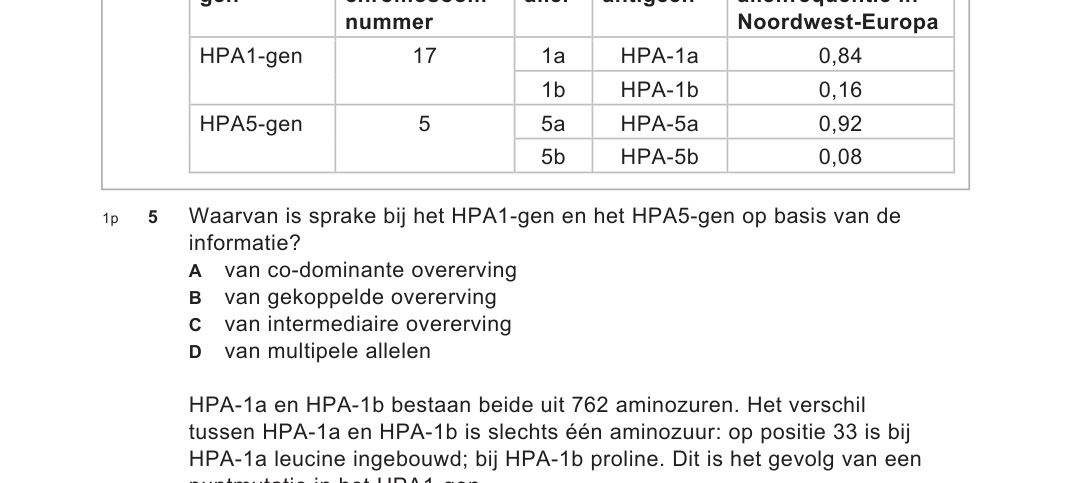 nummer Noordwest-Europa
HPA1-gen 17 1a HPA-1a 0,84
1b HPA-1b 0,16
HPA5-gen 5 5a HPA-5a 0,92
5b HPA-5b 0,08
1p 5 Waarvan is sprake bij het HPA1-gen en het HPA5-gen op basis van de
informatie?
A van co-dominante overerving
B van gekoppelde overerving
C van intermediaire overerving
D van multipele allelen
HPA-1a en HPA-1b bestaan beide uit 762 aminozuren. Het verschil
tussen HPA-1a en HPA-1b is slechts één aminozuur: op positie 33 is bij
HPA-1a leucine ingebouwd; bij HPA-1b proline. Dit is het gevolg van een
puntmutatie in het HPA1-gen